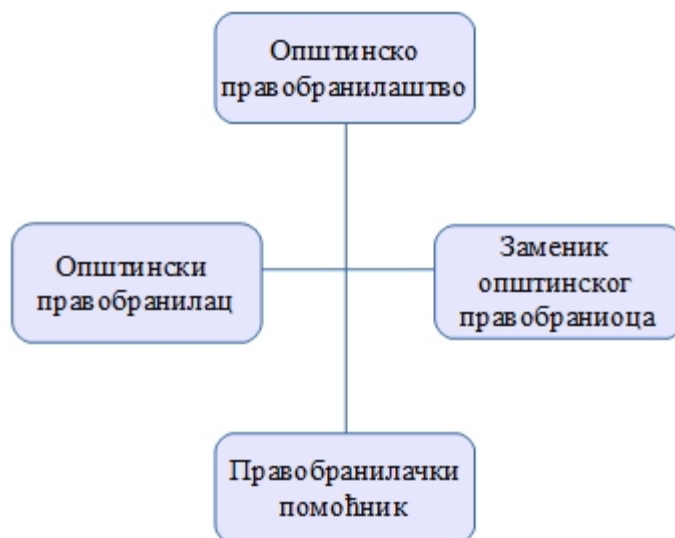 Општинско
правобранилаштво
Општински
правобранилац
Заменик
општинског
правобраниоца
Правобранилачки
помоћник